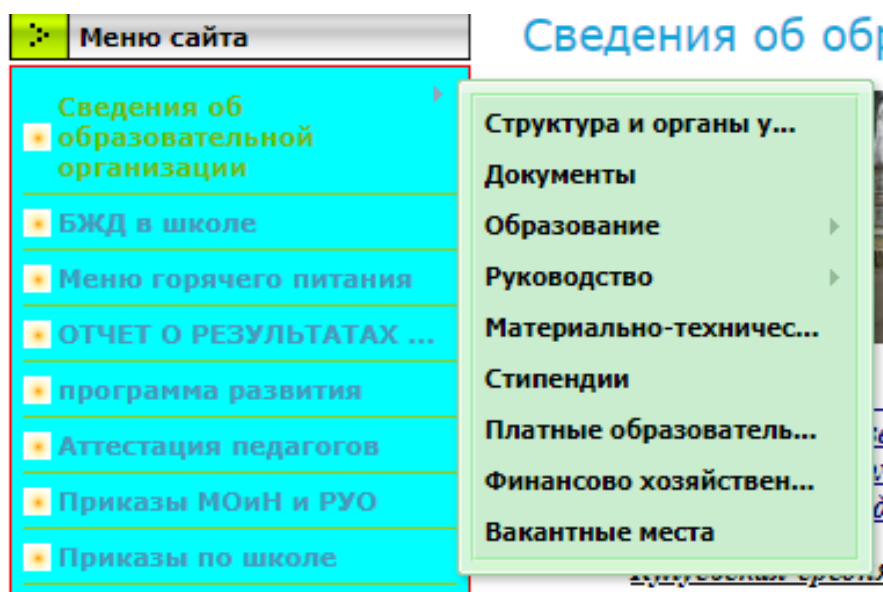 Меню сайта
Сведения об
образовательной
организации
БЖД в школе
Меню горячего питания
ОТЧЕТ О РЕЗУЛЬТАТАХ ...
программа развития
Аттестация педагогов
Приказы МОиН и РУО
Приказы по школе
Сведения об
Структура и органы у...
Документы
Образование
Руководство
Материально-техничес...
Стипендии
Платные образователь...
Финансово хозяйствен...
Вакантные места